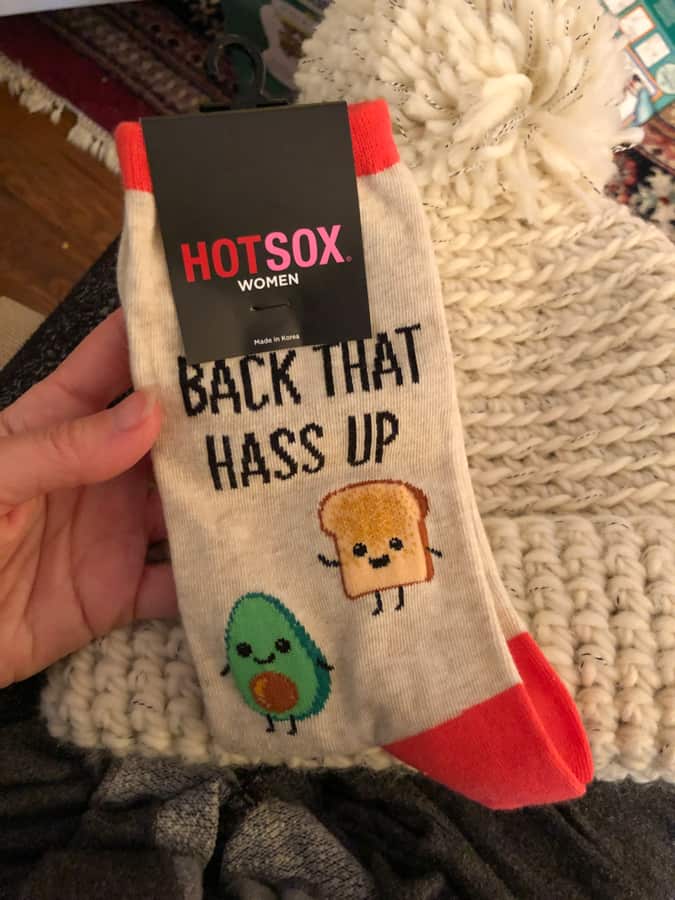 HOTSOX®
WOMEN
Made in Korea
BACK THAT
HASS UP